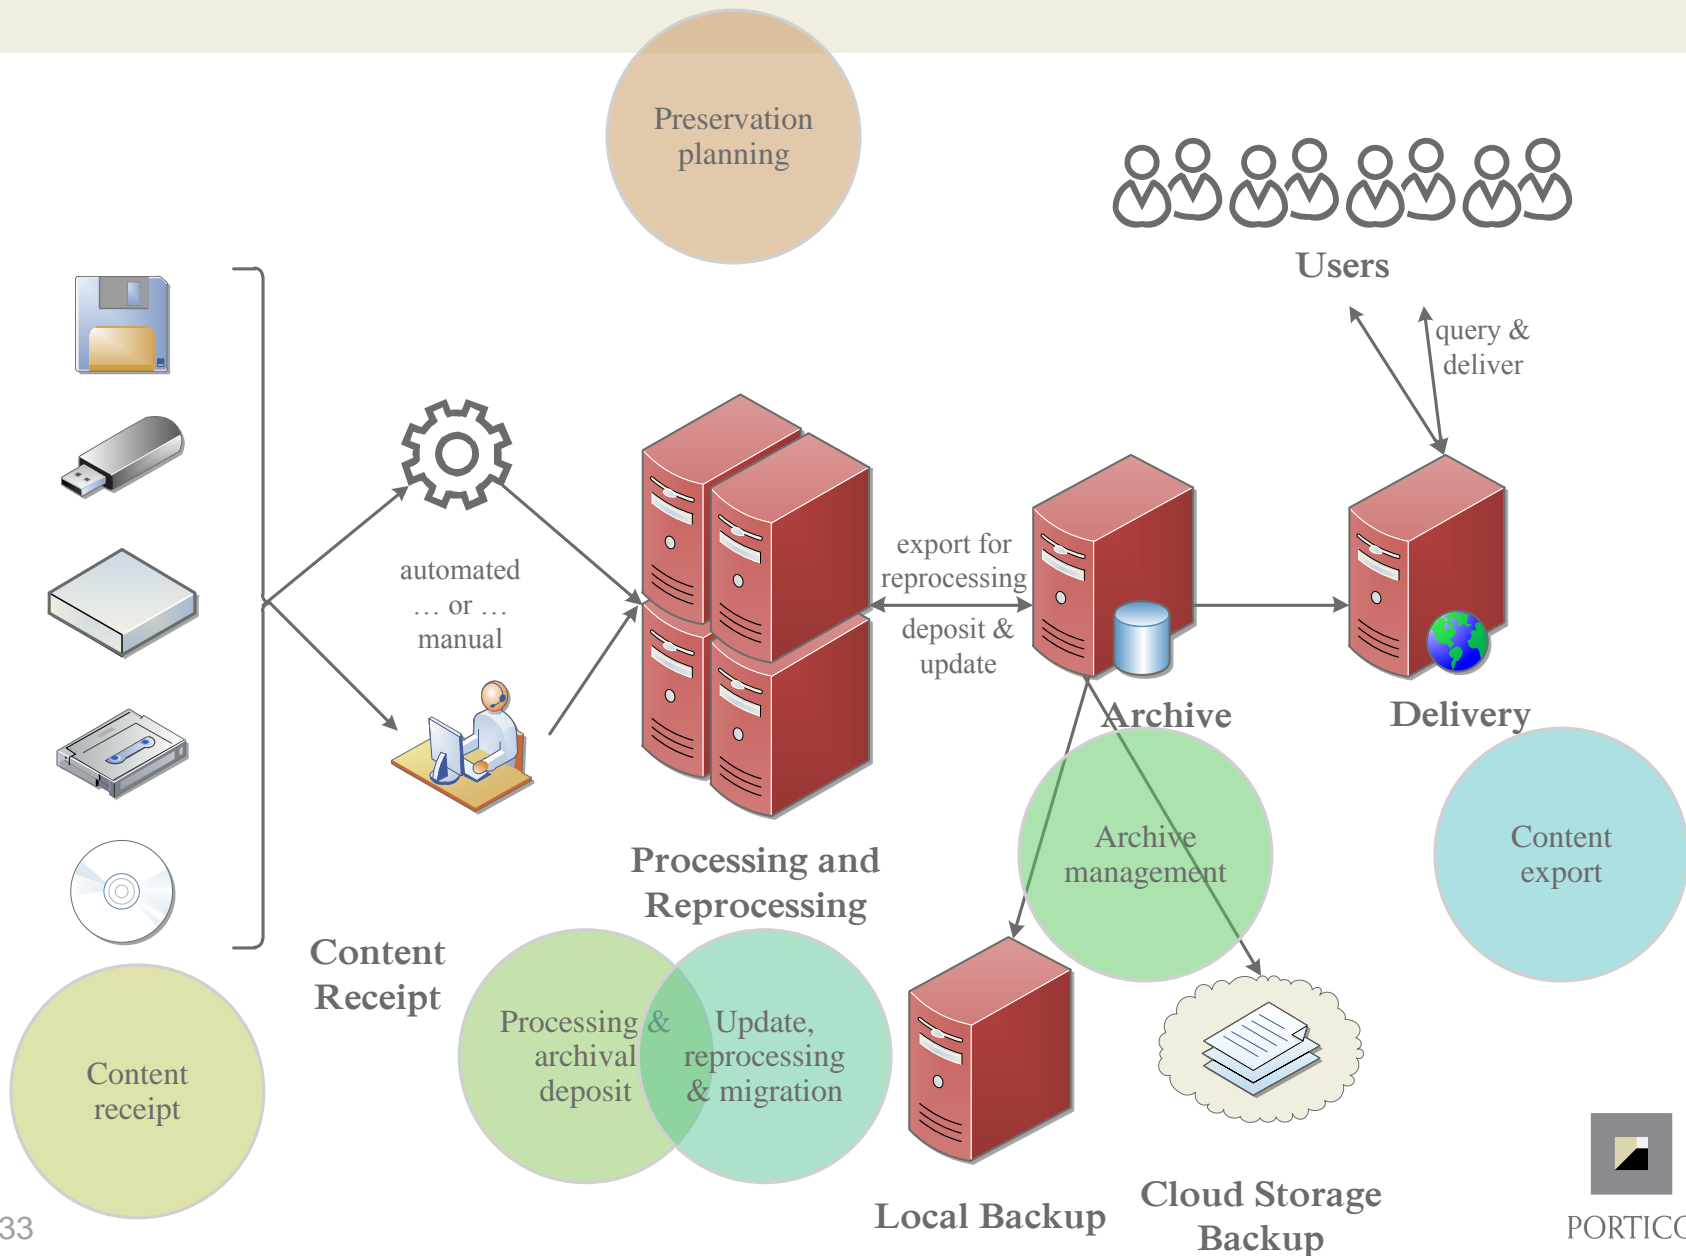 Preservation
planning
Users
query &
deliver
automated
… or …
manual
export for
reprocessing
deposit &
update
Archive
Delivery
Archive
management
Content
export
Processing and
Reprocessing
Content
Receipt
Processing &
archival
deposit
Update,
reprocessing
& migration
Content
receipt
Local Backup
Cloud Storage
Backup
33
PORTICO